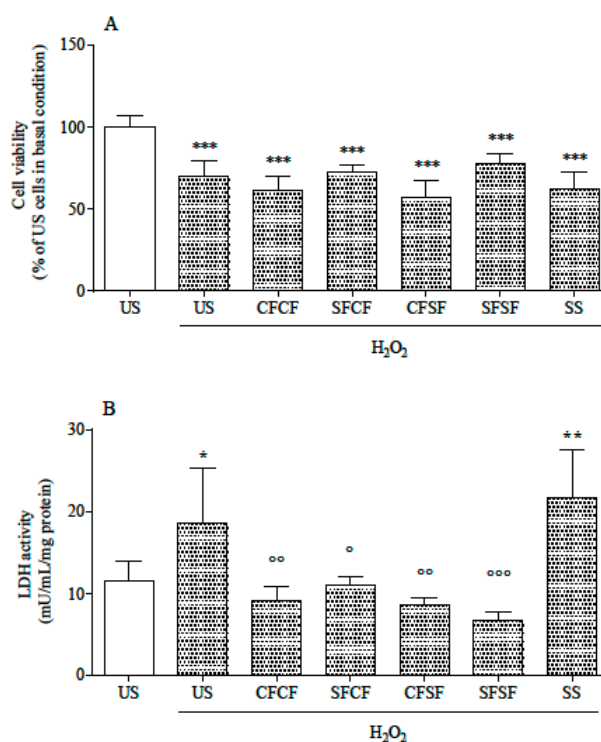 A
Cell viability
(% of US cells in basal condition)
150
100
50
0
***
***
***
***
***
***
US
US
CFCF
SFCF
CFSF
SFSF
SS
H₂O₂
B
LDH activity
(mU/mL/mg protein)
30
20
10
0
*
°°
°
°°
°°°
**
US
US
CFCF
SFCF
CFSF
SFSF
SS
H₂O₂